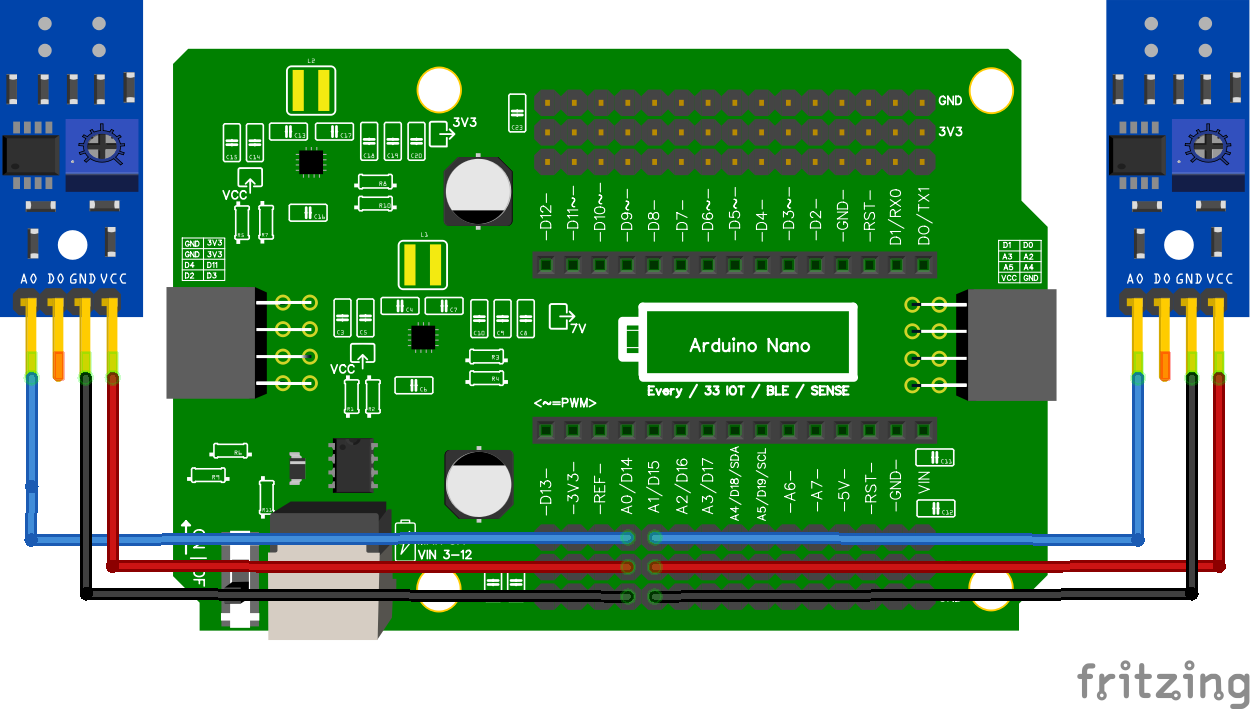 L2
C23
GND
3V3
3V3
C15
C14
C13
C17
C18
C19
C20
VCC
R8
R10
C16
R7
-D12-
-D11~
-D10~
-D9~
-D8-
-D7-
-D6~
-D5~
-D4-
-D3~
-D2-
-GND-
-RST-
D1/RX0
D0/TX1
L1
GND 3V3
GND 3V3
D4 D11
D2 D3
D1 D0
A3 A2
A5 A4
VCC GND
A0 D0 GND VCC
A0 D0 GND VCC
C3
C5
C4
C7
C10
C9
C8
7V
VCC
R3
R4
C6
R1
R2
Arduino Nano
Every / 33 IOT / BLE / SENSE
<~=PWM>
R6
R9
R11
-D13-
-3V3-
-REF-
A0/D14
A1/D15
A2/D16
A3/D17
A4/D18/SDA
A5/D19/SCL
-A6-
-A7-
-5V-
-RST-
-GND-
VIN
C11
C12
VIN 3-12
fritzing